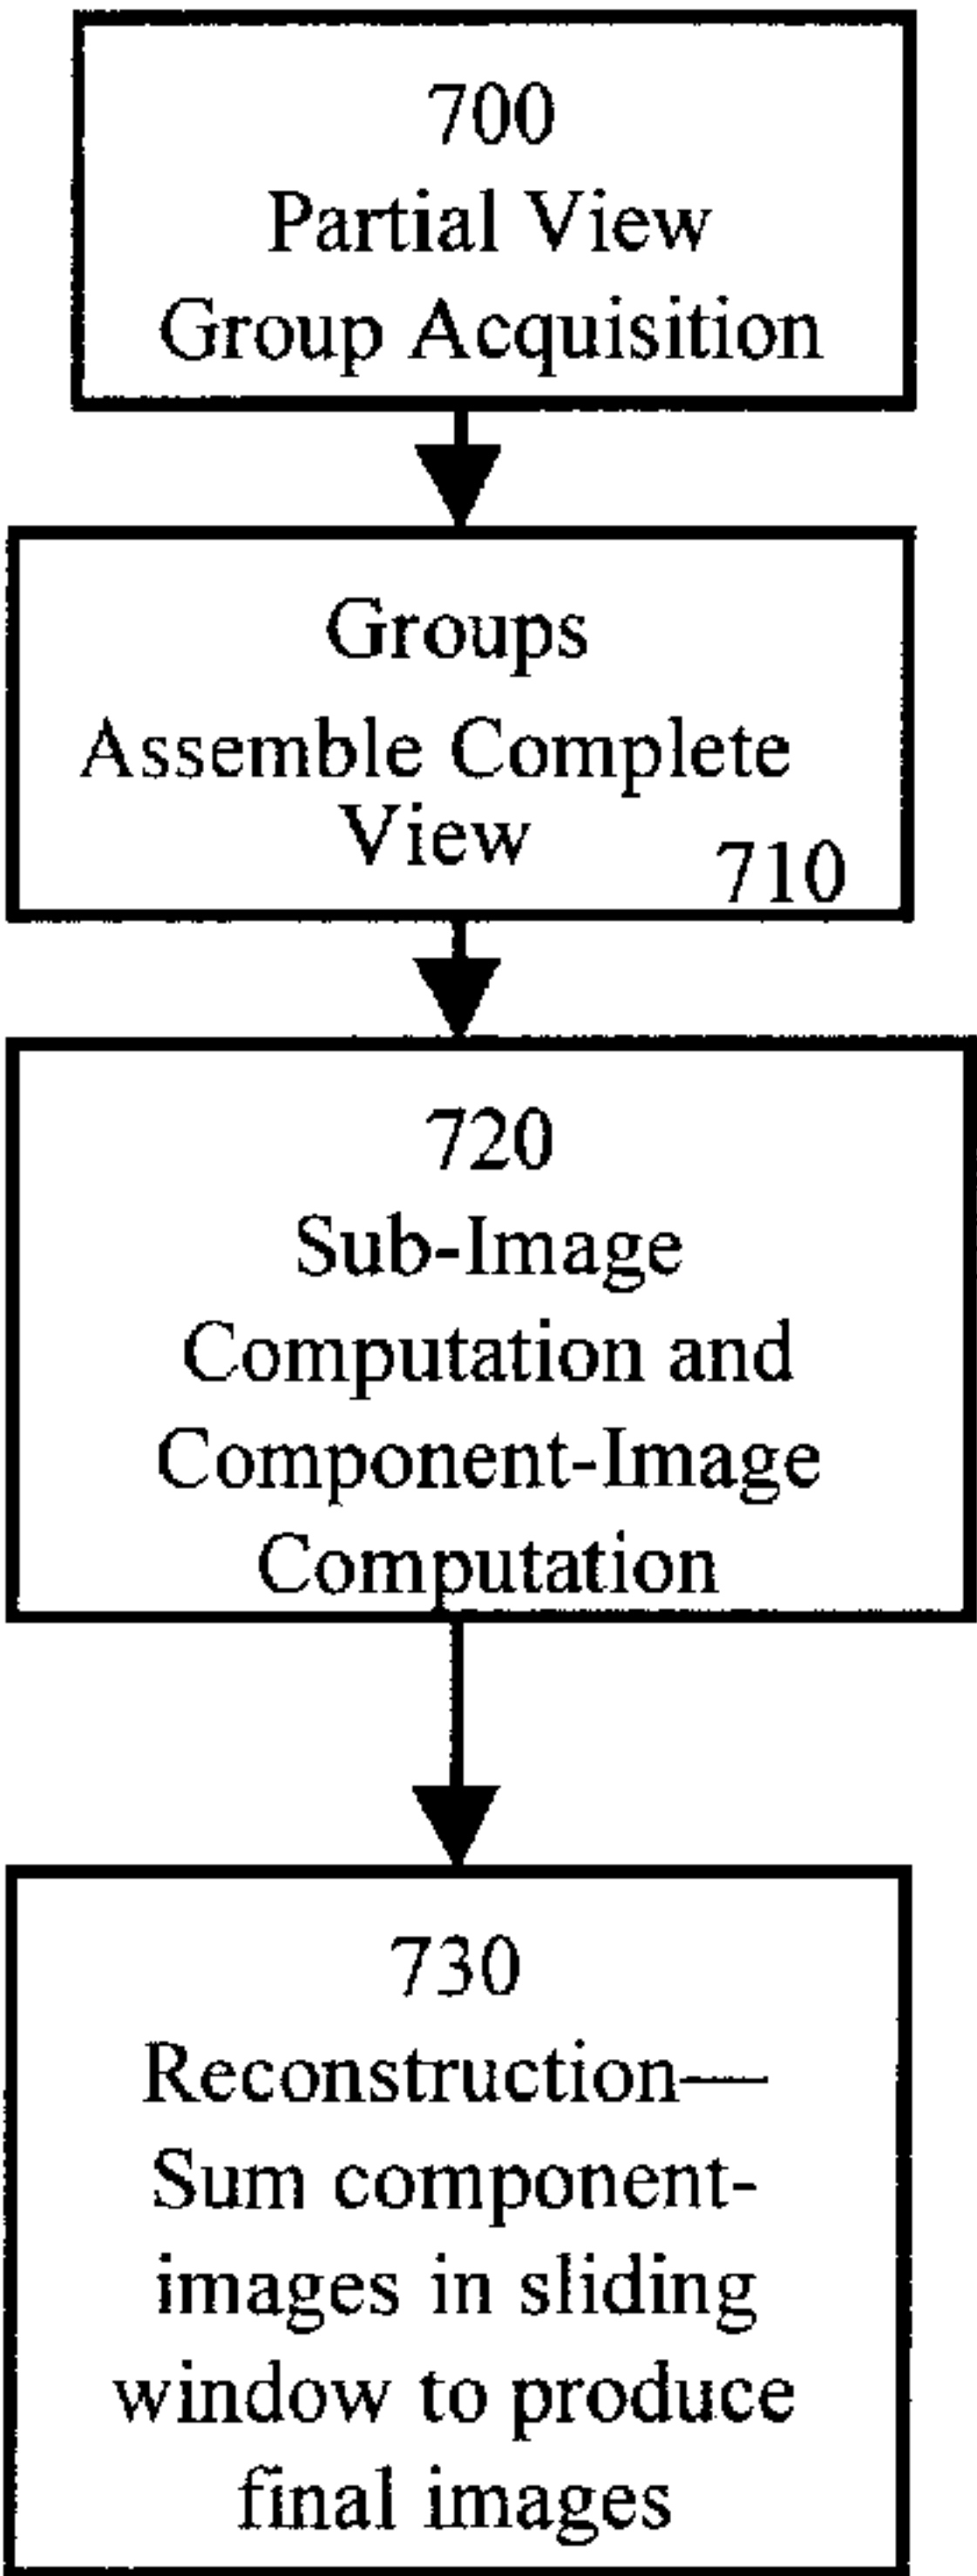 700
Partial View
Group Acquisition
Groups
Assemble Complete
View
710
720
Sub-Image
Computation and
Component-Image
Computation
730
Reconstruction—
Sum component-
images in sliding
window to produce
final images